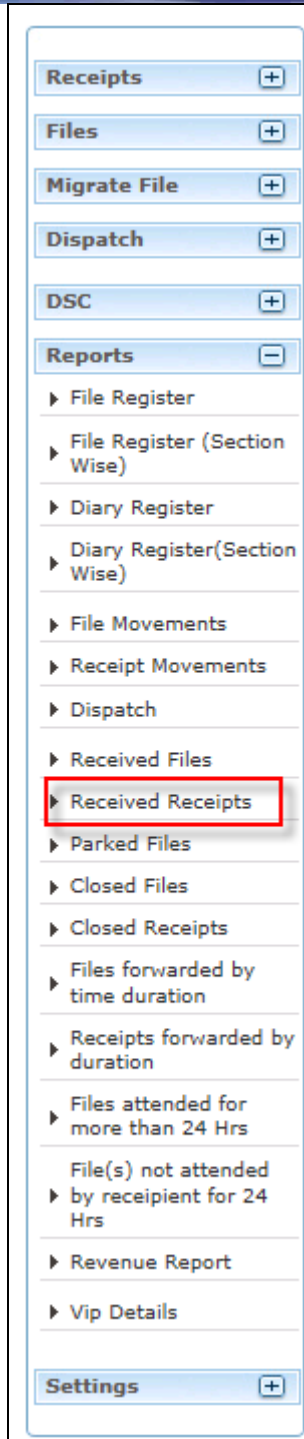 Receipts
Files
Migrate File
Dispatch
DSC
Reports
File Register
File Register (Section
Wise)
Diary Register
Diary Register(Section
Wise)
File Movements
Receipt Movements
Dispatch
Received Files
Received Receipts
Parked Files
Closed Files
Closed Receipts
Files forwarded by
time duration
Receipts forwarded by
duration
Files attended for
more than 24 Hrs
File(s) not attended
by receipient for 24
Hrs
Revenue Report
Vip Details
Settings